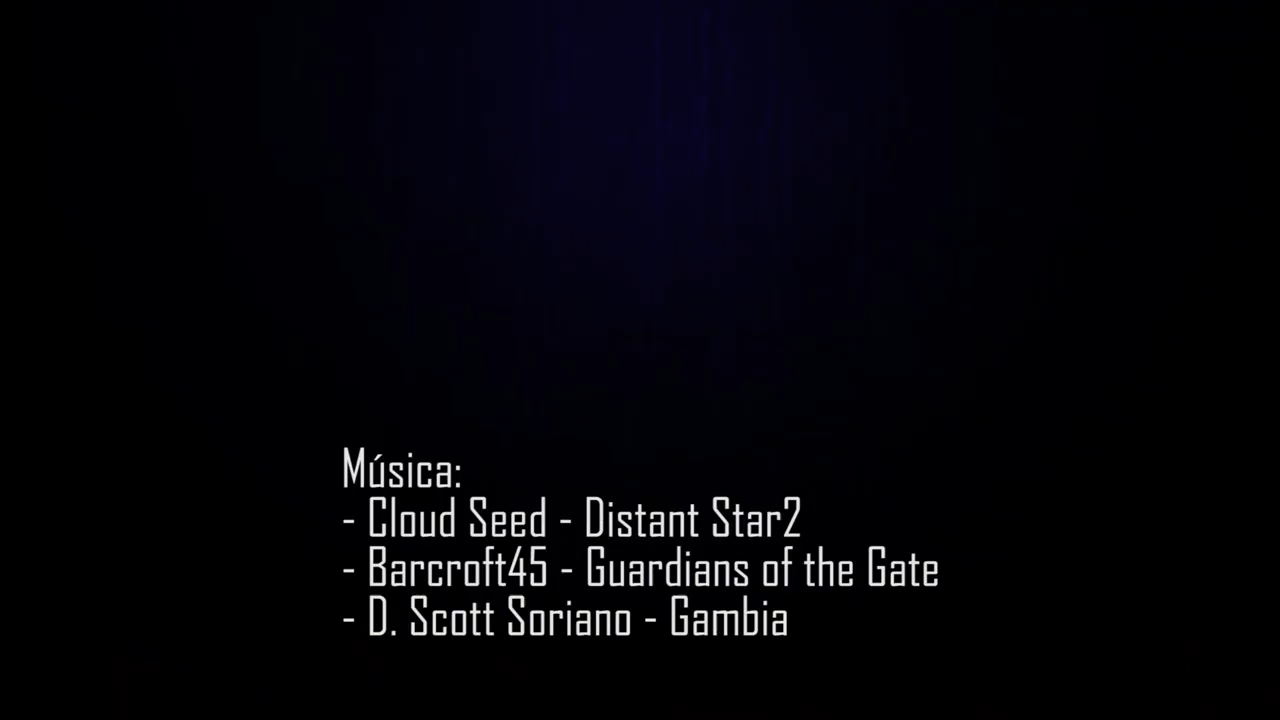 Música:
- Cloud Seed - Distant Star2
- Barcroft45 - Guardians of the Gate
- D. Scott Soriano - Gambia